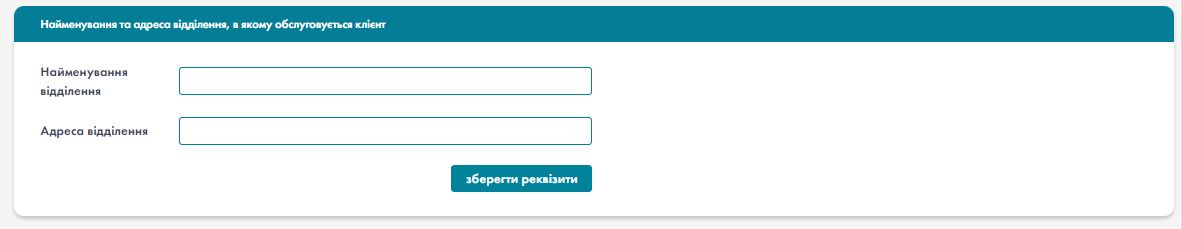 Найменування та адреса відділення, в якому обслуговується клієнт
Найменування
відділення
Адреса відділення
зберегти реквізити